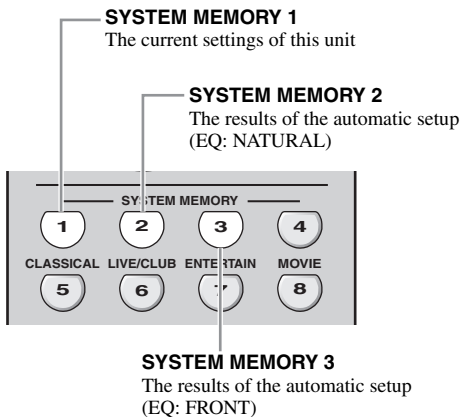 SYSTEM MEMORY 1
The current settings of this unit
SYSTEM MEMORY 2
The results of the automatic setup
(EQ: NATURAL)
SYSTEM MEMORY
1 2 3 4
CLASSICAL LIVE/CLUB ENTERTAIN MOVIE
5 6 7 8
SYSTEM MEMORY 3
The results of the automatic setup
(EQ: FRONT)